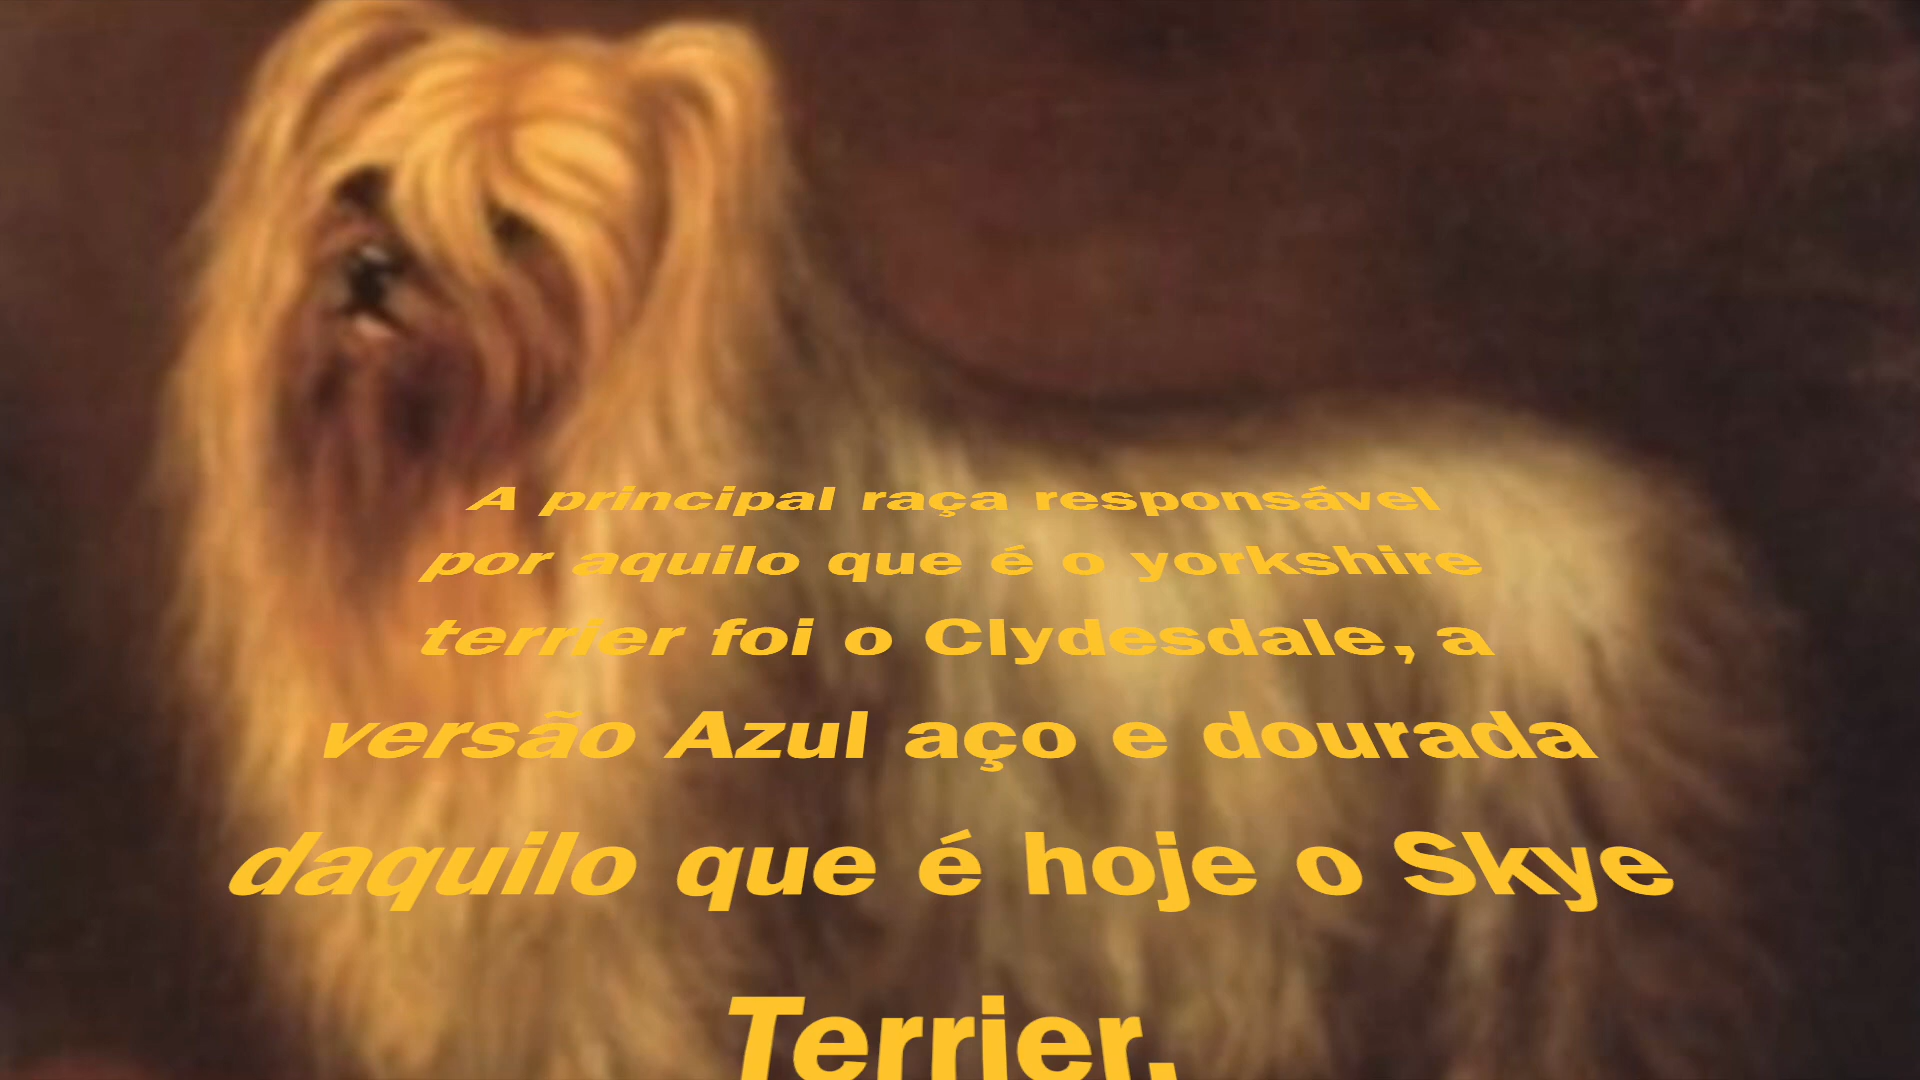 A principal raça responsável
por aquilo que é o yorkshire
terrier foi o Clydesdale, a
versão Azul aço e dourada
daquilo que é hoje o Skye
Terrier.